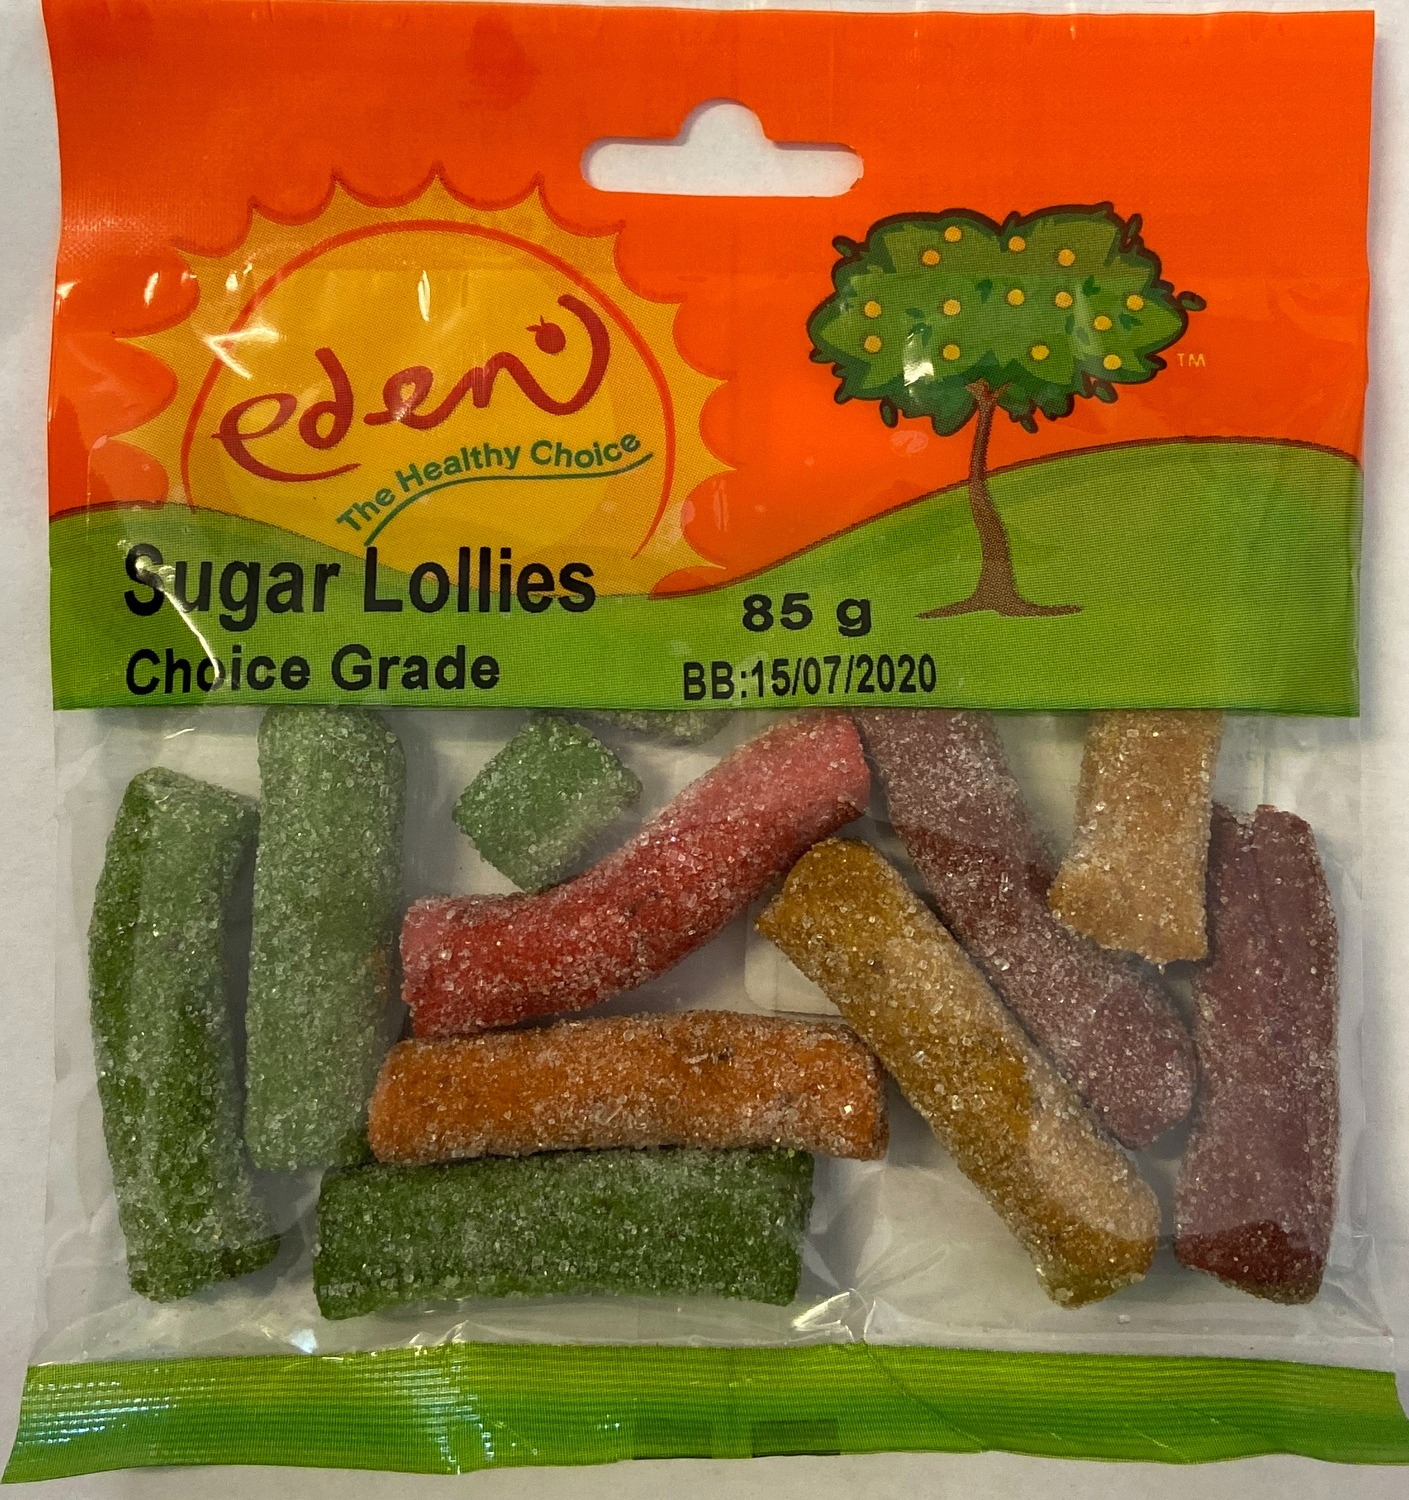 eden
The Healthy Choice
TM
Sugar Lollies
85 g
Choice Grade
BB:15/07/2020